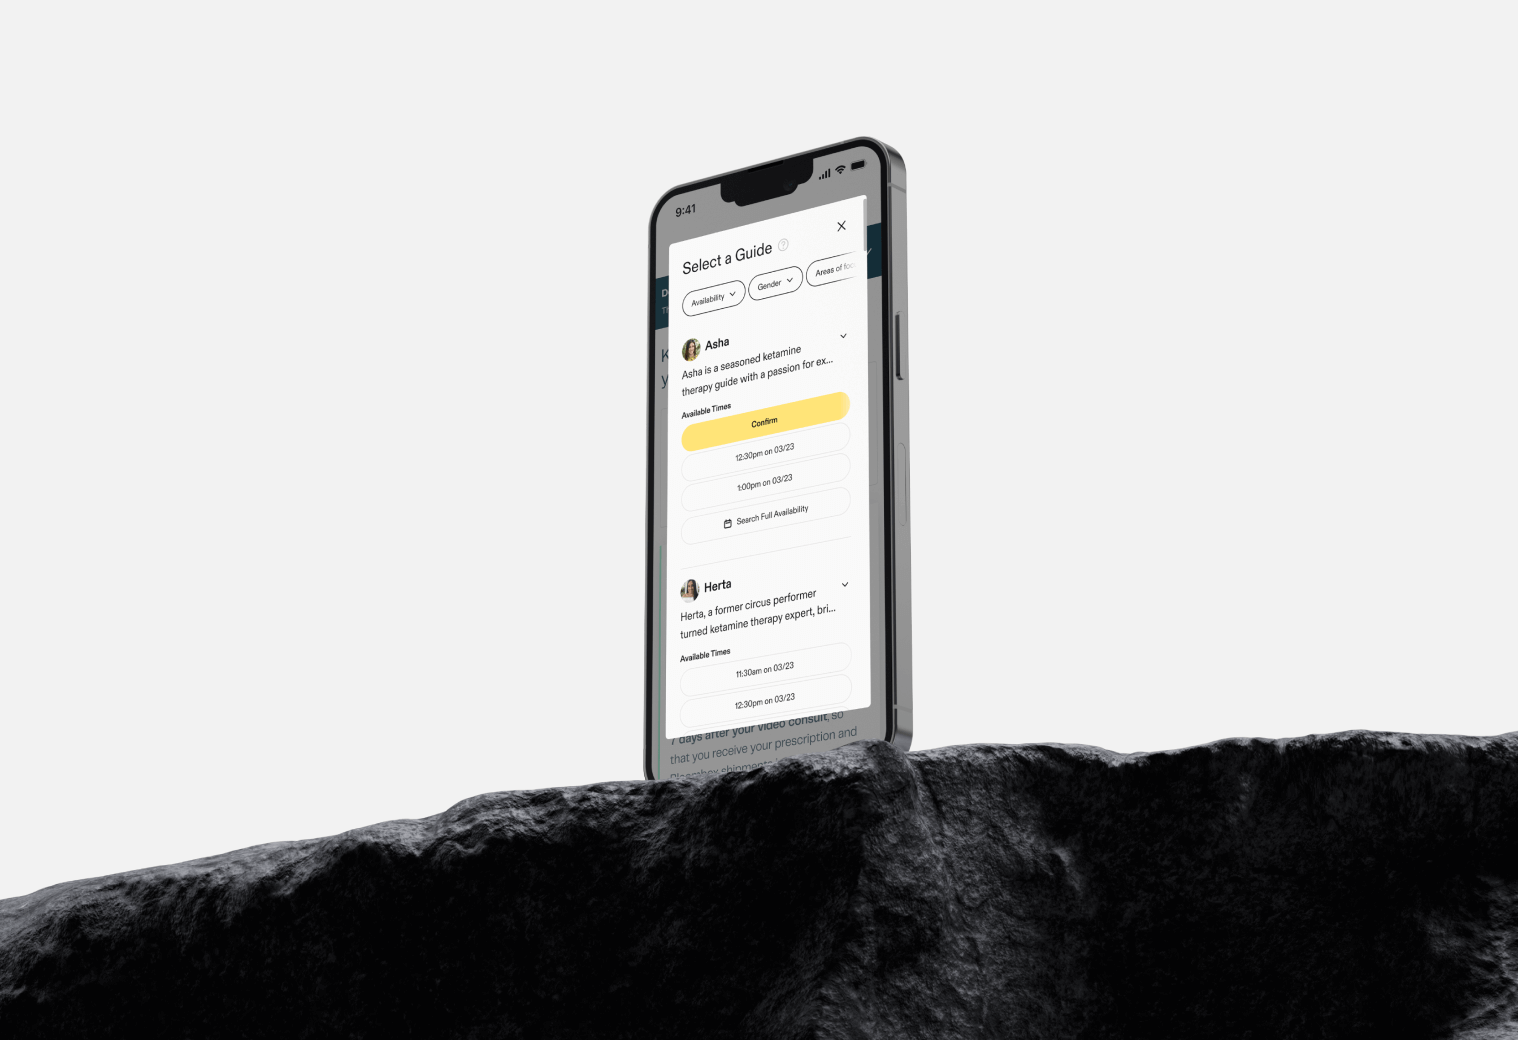 9:41
Select a Guide
Availability
Gender
Areas of foc
Asha
Asha is a seasoned ketamine
therapy guide with a passion for ex...
Available Times
Confirm
12:30pm on 03/23
1:00pm on 03/23
Search Full Availability
Herta
Herta, a former circus performer
turned ketamine therapy expert, bri...
Available Times
11:30am on 03/23
12:30pm on 03/23
7 days after your video consult, so
that you receive your prescription and